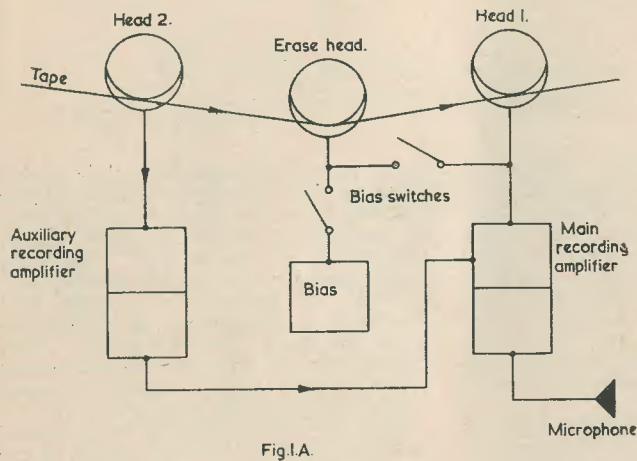 Head 2.
Erase head.
Head 1.
Tape
Bias switches
Auxiliary
recording
amplifier
Bias
Main
recording
amplifier
Microphone
Fig.1.A.